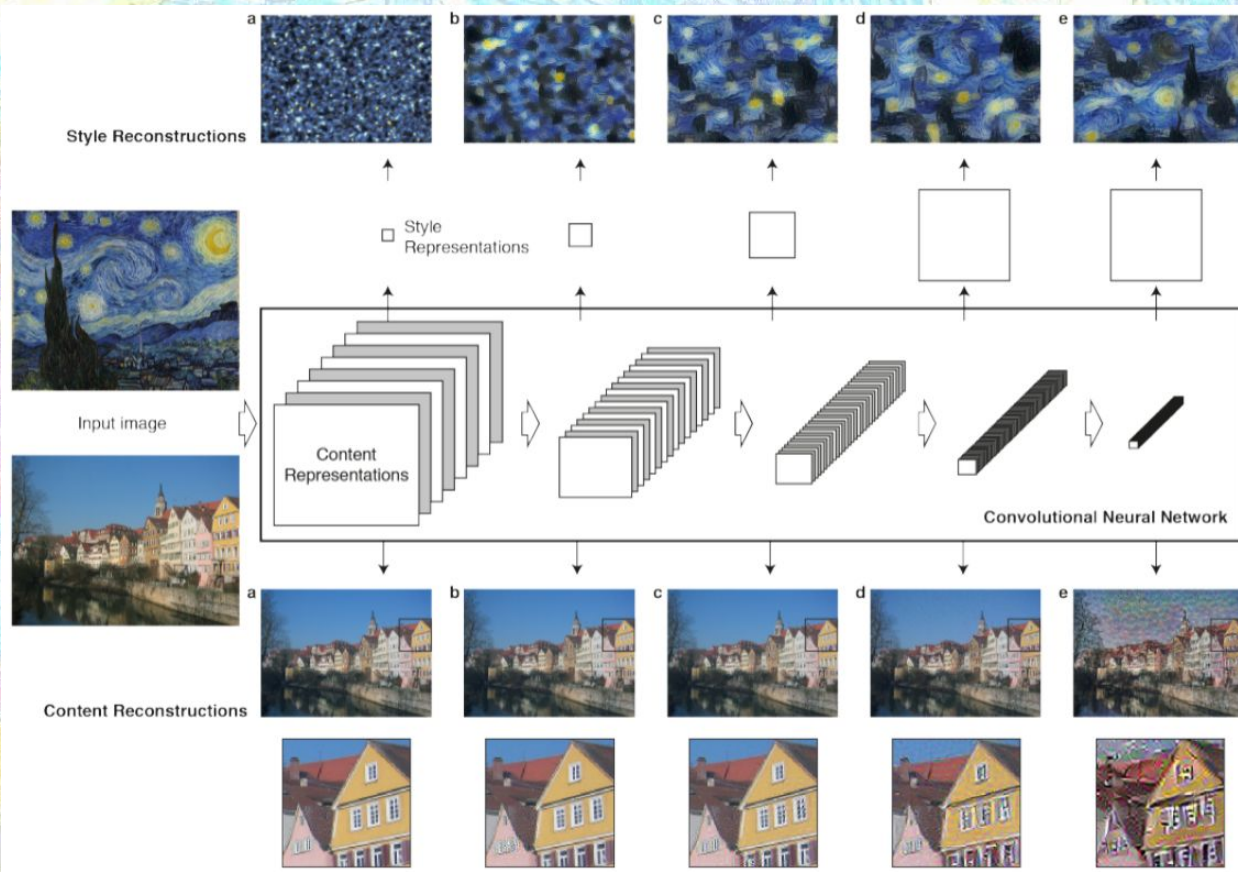 a
b
c
d
e
Style Reconstructions
Style
Representations
Input image
Content
Representations
Convolutional Neural Network
a
b
c
d
e
Content Reconstructions